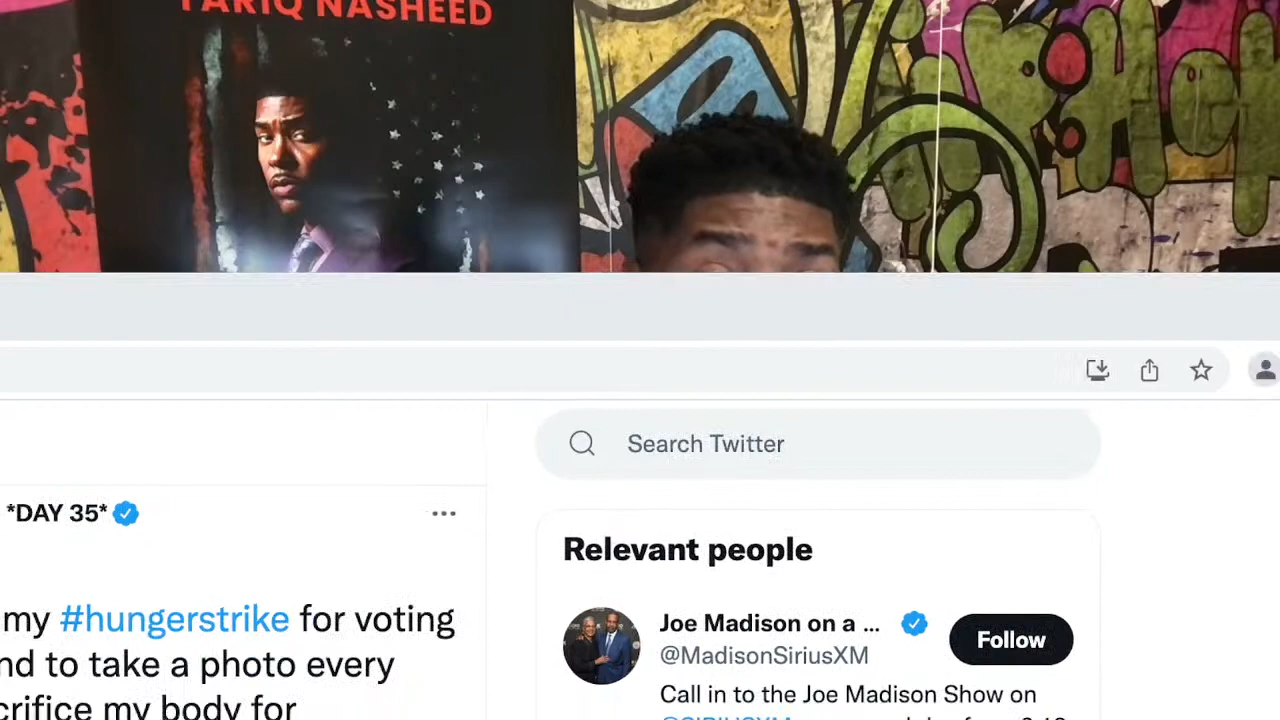 TARIQ NASHEED
Search Twitter
*DAY 35*
my #hungerstrike for voting
nd to take a photo every
crifice my body for
Relevant people
Joe Madison on a ...
@MadisonSiriusXM
Follow
Call in to the Joe Madison Show on